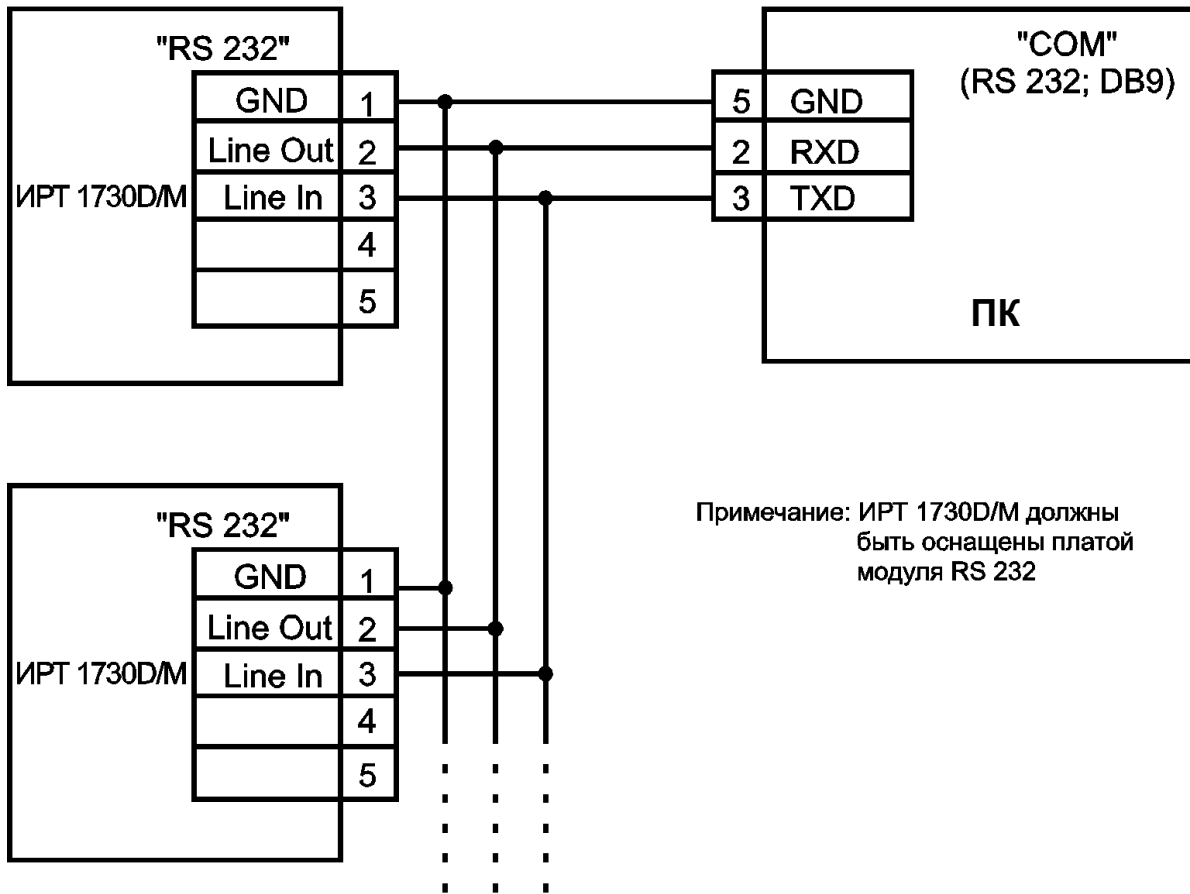 "RS 232"
GND 1
Line Out 2
ИРТ 1730D/М Line In 3
4
5
"COM"
(RS 232; DB9)
5 GND
2 RXD
3 TXD
ПК
"RS 232"
GND 1
Line Out 2
ИРТ 1730D/М Line In 3
4
5
Примечание: ИРТ 1730D/М должны
быть оснащены платой
модуля RS 232